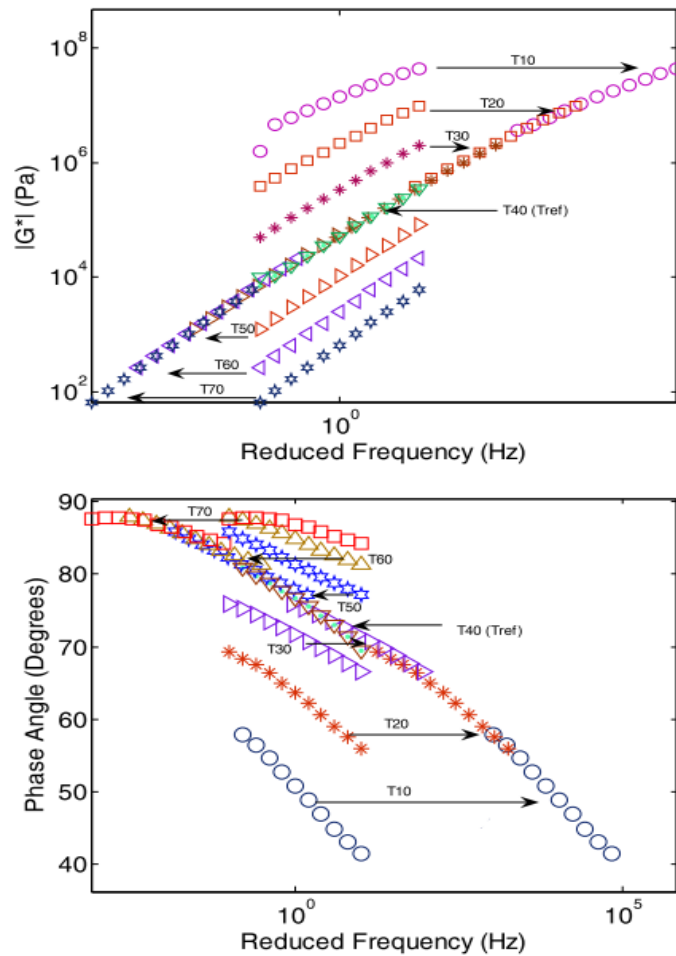 10^8
T10
T20
10^6
T30
|G*| (Pa)
T40 (Tref)
10^4
T50
T60
T70
10^2
10^0
Reduced Frequency (Hz)
90
T70
T60
80
T50
T40 (Tref)
70
T30
Phase Angle (Degrees)
60
T20
50
T10
40
10^0
10^5
Reduced Frequency (Hz)